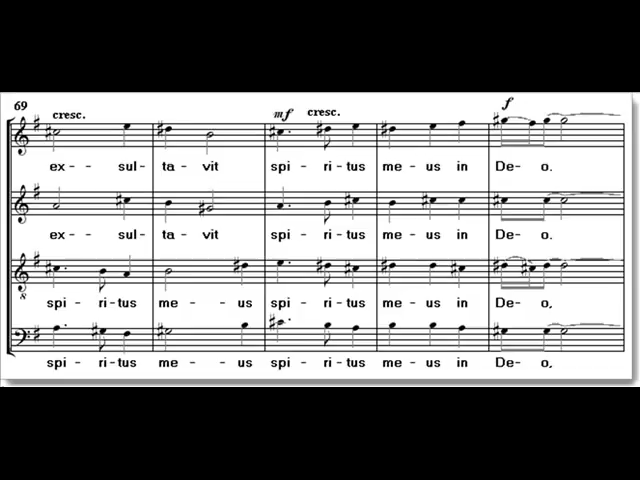 69
cresc.
mf cresc.
f
ex - - sul - ta - vit spi - ri - tus me - us in De - o.
ex - - sul - ta - vit spi - ri - tus me - us in De - o.
8
spi - ri - tus me - - us spi - ri - tus me - us in De - o,
spi - ri - tus me - - us spi - ri - tus me - us in De - o,